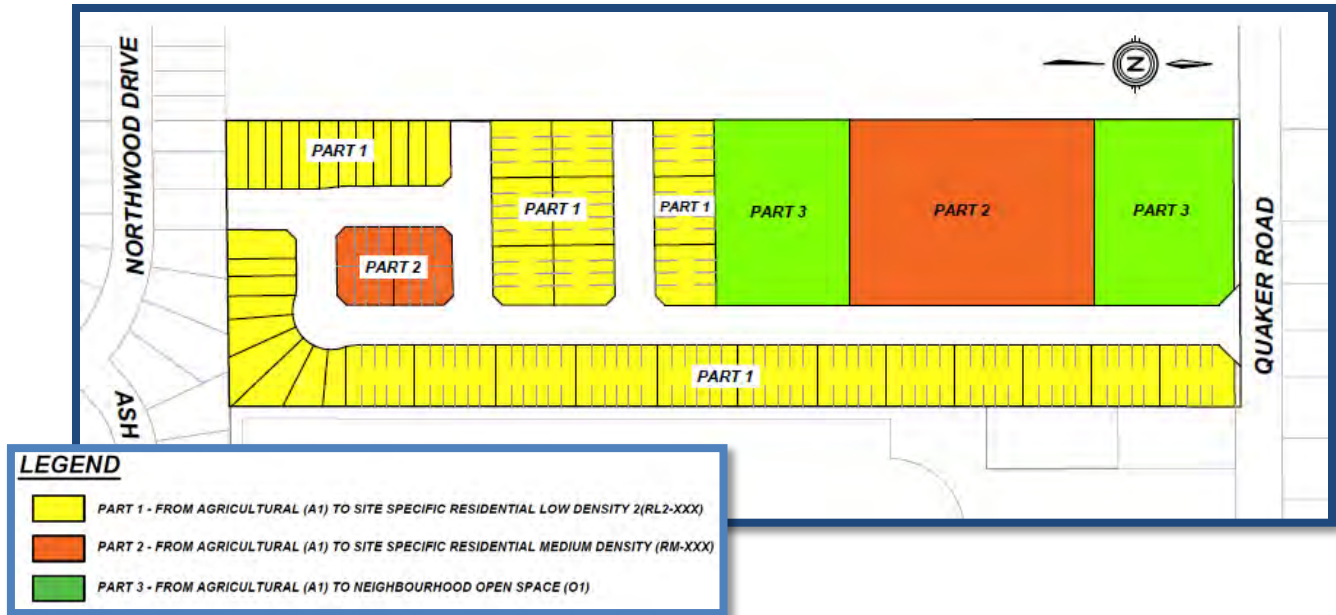 NORTHWOOD DRIVE
Z
PART 1
PART 1
PART 1
PART 3
PART 2
PART 3
PART 2
QUAKER ROAD
PART 1
ASH
LEGEND
PART 1 - FROM AGRICULTURAL (A1) TO SITE SPECIFIC RESIDENTIAL LOW DENSITY 2(RL2-XXX)
PART 2 - FROM AGRICULTURAL (A1) TO SITE SPECIFIC RESIDENTIAL MEDIUM DENSITY (RM-XXX)
PART 3 - FROM AGRICULTURAL (A1) TO NEIGHBOURHOOD OPEN SPACE (O1)